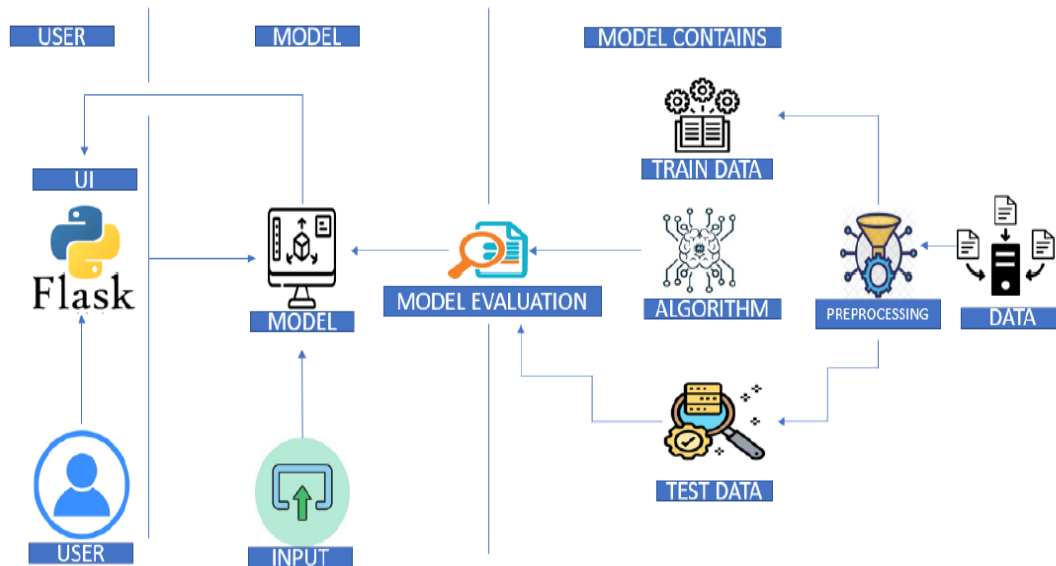 USER
MODEL
MODEL CONTAINS
UI
Flask
USER
MODEL
INPUT
MODEL EVALUATION
TRAIN DATA
ALGORITHM
TEST DATA
PREPROCESSING
DATA